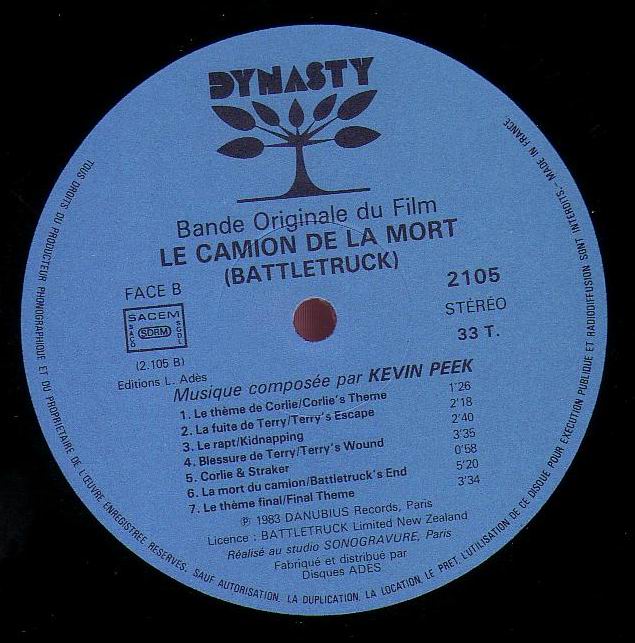 DYNASTY
Bande Originale du Film
LE CAMION DE LA MORT
(BATTLETRUCK)
FACE B
2105
STÉRÉO
33 T.
SACEM
SACD
SDRM
SGDL
(2.105 B)
Editions L. Adès
Musique composée par KEVIN PEEK
1. Le thème de Corlie/Corlie's Theme 1'26
2. La fuite de Terry/Terry's Escape 2'18
3. Le rapt/Kidnapping 2'40
4. Blessure de Terry/Terry's Wound 3'35
5. Corlie & Straker 0'58
6. La mort du camion/Battletruck's End 5'20
7. Le thème final/Final Theme 3'34
℗ 1983 DANUBIUS Records, Paris
Licence : BATTLETRUCK Limited New Zealand
Réalisé au studio SONOGRAVURE, Paris
Fabriqué et distribué par
Disques ADES
TOUS DROITS DU PRODUCTEUR PHONOGRAPHIQUE ET DU PROPRIETAIRE DE L'ŒUVRE ENREGISTREE RESERVES. SAUF AUTORISATION, LA DUPLICATION, LA LOCATION, LE PRET, L'UTILISATION DE CE DISQUE POUR EXECUTION PUBLIQUE ET RADIODIFFUSION SONT INTERDITS. - MADE IN FRANCE